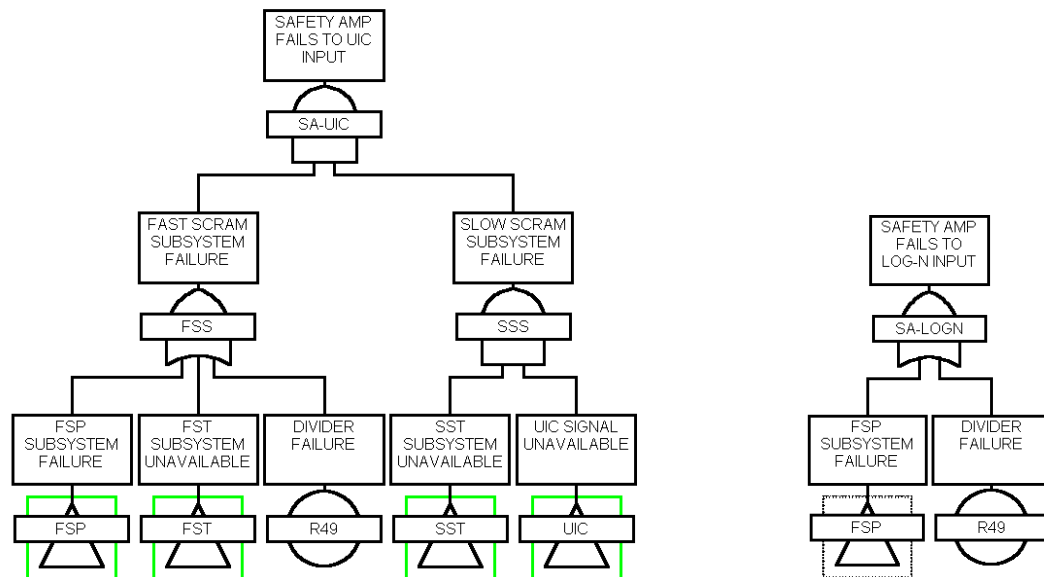 SAFETY AMP
FAILS TO UIC
INPUT
SA-UIC
FAST SCRAM
SUBSYSTEM
FAILURE
SLOW SCRAM
SUBSYSTEM
FAILURE
SAFETY AMP
FAILS TO
LOG-N INPUT
FSS
SSS
SA-LOGN
FSP
SUBSYSTEM
FAILURE
FST
SUBSYSTEM
UNAVAILABLE
DIVIDER
FAILURE
SST
SUBSYSTEM
UNAVAILABLE
UIC SIGNAL
UNAVAILABLE
FSP
SUBSYSTEM
FAILURE
DIVIDER
FAILURE
FSP
FST
R49
SST
UIC
FSP
R49